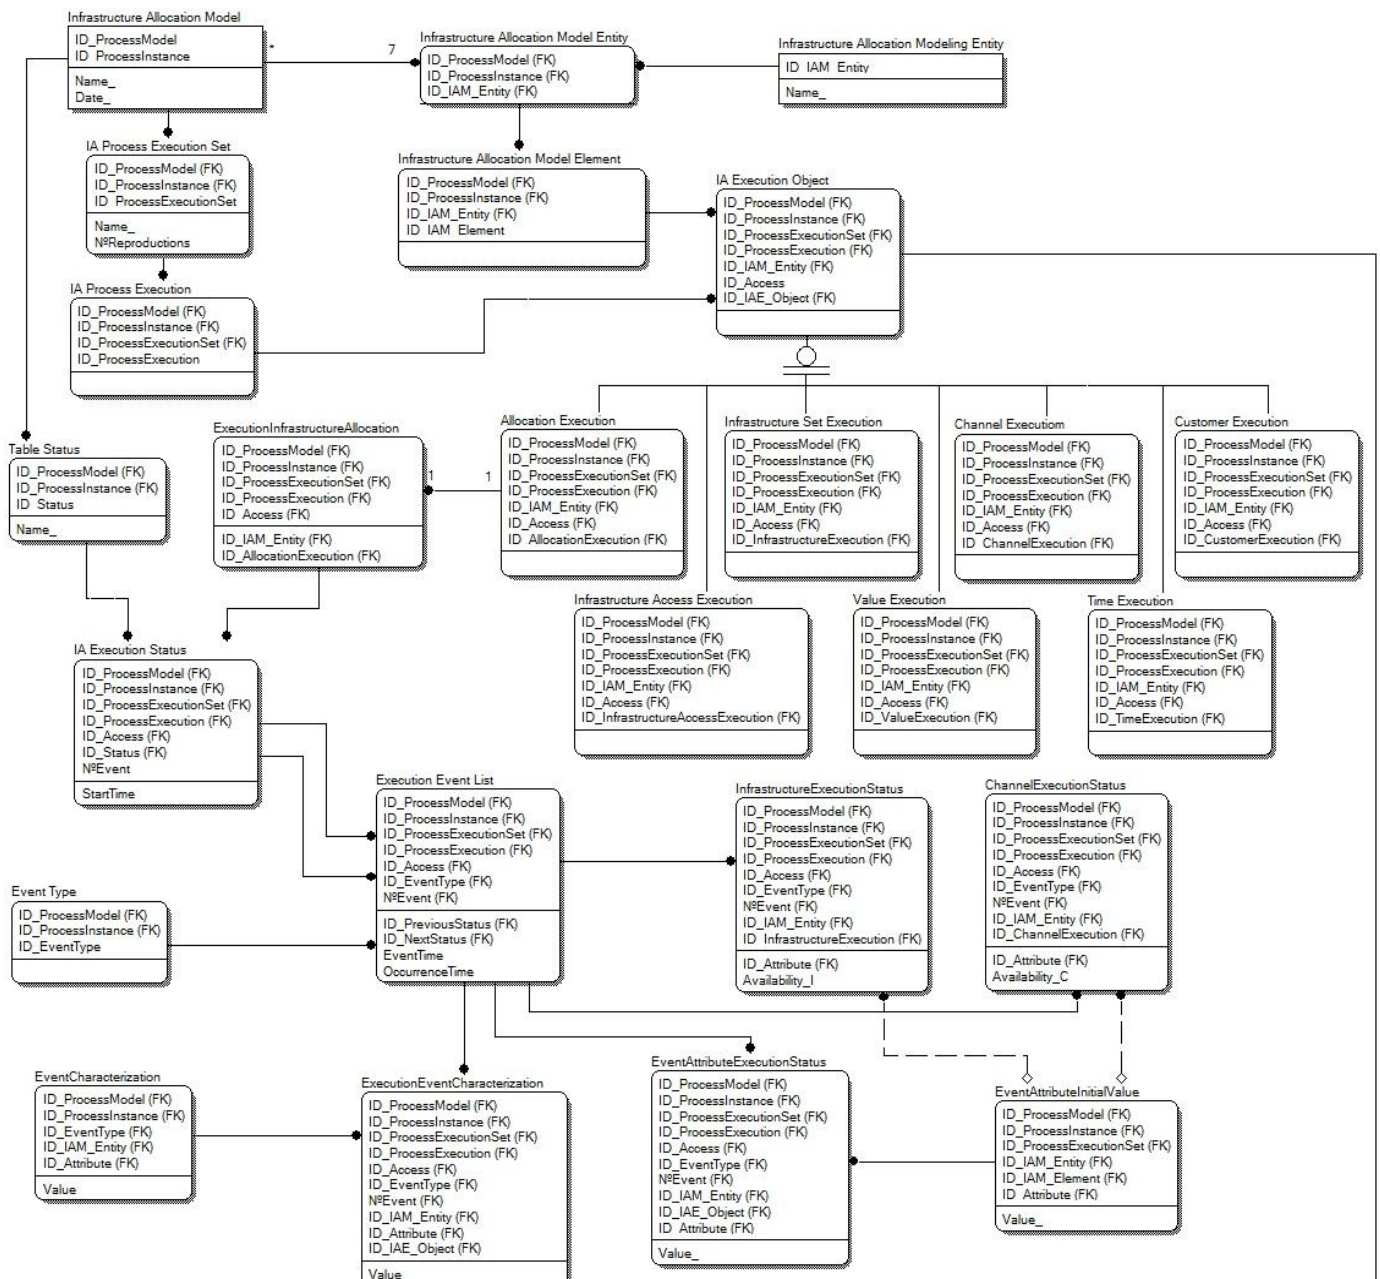 Infrastructure Allocation Model
ID_ProcessModel
ID_ProcessInstance
Name_
Date_
*
7
Infrastructure Allocation Model Entity
ID_ProcessModel (FK)
ID_ProcessInstance (FK)
ID_IAM_Entity (FK)
Infrastructure Allocation Modeling Entity
ID_IAM_Entity
Name_
IA Process Execution Set
ID_ProcessModel (FK)
ID_ProcessInstance (FK)
ID_ProcessExecutionSet
Name_
NºReproductions
Infrastructure Allocation Model Element
ID_ProcessModel (FK)
ID_ProcessInstance (FK)
ID_IAM_Entity (FK)
ID_IAM_Element
IA Execution Object
ID_ProcessModel (FK)
ID_ProcessInstance (FK)
ID_ProcessExecutionSet (FK)
ID_ProcessExecution (FK)
ID_IAM_Entity (FK)
ID_Access
ID_IAE_Object (FK)
IA Process Execution
ID_ProcessModel (FK)
ID_ProcessInstance (FK)
ID_ProcessExecutionSet (FK)
ID_ProcessExecution
Table Status
ID_ProcessModel (FK)
ID_ProcessInstance (FK)
ID_Status
Name_
ExecutionInfrastructureAllocation
ID_ProcessModel (FK)
ID_ProcessInstance (FK)
ID_ProcessExecutionSet (FK)
ID_ProcessExecution (FK)
ID_Access (FK)
ID_IAM_Entity (FK)
ID_AllocationExecution (FK)
1
1
Allocation Execution
ID_ProcessModel (FK)
ID_ProcessInstance (FK)
ID_ProcessExecutionSet (FK)
ID_ProcessExecution (FK)
ID_IAM_Entity (FK)
ID_Access (FK)
ID_AllocationExecution (FK)
Infrastructure Set Execution
ID_ProcessModel (FK)
ID_ProcessInstance (FK)
ID_ProcessExecutionSet (FK)
ID_ProcessExecution (FK)
ID_IAM_Entity (FK)
ID_Access (FK)
ID_InfrastructureExecution (FK)
Channel Executiom
ID_ProcessModel (FK)
ID_ProcessInstance (FK)
ID_ProcessExecutionSet (FK)
ID_ProcessExecution (FK)
ID_IAM_Entity (FK)
ID_Access (FK)
ID_ChannelExecution (FK)
Customer Execution
ID_ProcessModel (FK)
ID_ProcessInstance (FK)
ID_ProcessExecutionSet (FK)
ID_ProcessExecution (FK)
ID_IAM_Entity (FK)
ID_Access (FK)
ID_CustomerExecution (FK)
Infrastructure Access Execution
ID_ProcessModel (FK)
ID_ProcessInstance (FK)
ID_ProcessExecutionSet (FK)
ID_ProcessExecution (FK)
ID_IAM_Entity (FK)
ID_Access (FK)
ID_InfrastructureAccessExecution (FK)
Value Execution
ID_ProcessModel (FK)
ID_ProcessInstance (FK)
ID_ProcessExecutionSet (FK)
ID_ProcessExecution (FK)
ID_IAM_Entity (FK)
ID_Access (FK)
ID_ValueExecution (FK)
Time Execution
ID_ProcessModel (FK)
ID_ProcessInstance (FK)
ID_ProcessExecutionSet (FK)
ID_ProcessExecution (FK)
ID_IAM_Entity (FK)
ID_Access (FK)
ID_TimeExecution (FK)
IA Execution Status
ID_ProcessModel (FK)
ID_ProcessInstance (FK)
ID_ProcessExecutionSet (FK)
ID_ProcessExecution (FK)
ID_Access (FK)
ID_Status (FK)
NºEvent
StartTime
Execution Event List
ID_ProcessModel (FK)
ID_ProcessInstance (FK)
ID_ProcessExecutionSet (FK)
ID_ProcessExecution (FK)
ID_Access (FK)
ID_EventType (FK)
NºEvent (FK)
ID_PreviousStatus (FK)
ID_NextStatus (FK)
EventTime
OccurrenceTime
InfrastructureExecutionStatus
ID_ProcessModel (FK)
ID_ProcessInstance (FK)
ID_ProcessExecutionSet (FK)
ID_ProcessExecution (FK)
ID_Access (FK)
ID_EventType (FK)
NºEvent (FK)
ID_IAM_Entity (FK)
ID_InfrastructureExecution (FK)
ID_Attribute (FK)
Availability_I
ChannelExecutionStatus
ID_ProcessModel (FK)
ID_ProcessInstance (FK)
ID_ProcessExecutionSet (FK)
ID_ProcessExecution (FK)
ID_Access (FK)
ID_EventType (FK)
NºEvent (FK)
ID_IAM_Entity (FK)
ID_ChannelExecution (FK)
ID_Attribute (FK)
Availability_C
Event Type
ID_ProcessModel (FK)
ID_ProcessInstance (FK)
ID_EventType
EventCharacterization
ID_ProcessModel (FK)
ID_ProcessInstance (FK)
ID_EventType (FK)
ID_IAM_Entity (FK)
ID_Attribute (FK)
Value
ExecutionEventCharacterization
ID_ProcessModel (FK)
ID_ProcessInstance (FK)
ID_ProcessExecutionSet (FK)
ID_ProcessExecution (FK)
ID_Access (FK)
ID_EventType (FK)
NºEvent (FK)
ID_IAM_Entity (FK)
ID_Attribute (FK)
ID_IAE_Object (FK)
Value
EventAttributeExecutionStatus
ID_ProcessModel (FK)
ID_ProcessInstance (FK)
ID_ProcessExecutionSet (FK)
ID_ProcessExecution (FK)
ID_Access (FK)
ID_EventType (FK)
NºEvent (FK)
ID_IAM_Entity (FK)
ID_IAE_Object (FK)
ID_Attribute (FK)
Value_
EventAttributeInitialValue
ID_ProcessModel (FK)
ID_ProcessInstance (FK)
ID_ProcessExecutionSet (FK)
ID_IAM_Entity (FK)
ID_IAM_Element (FK)
ID_Attribute (FK)
Value_